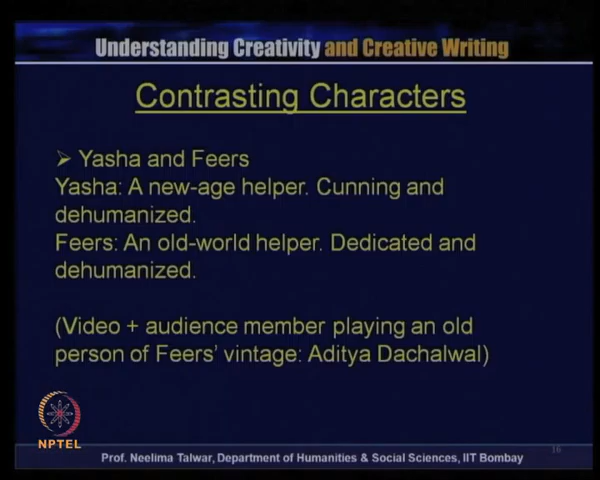 Understanding Creativity and Creative Writing
Contrasting Characters
➢ Yasha and Feers
Yasha: A new-age helper. Cunning and
dehumanized.
Feers: An old-world helper. Dedicated and
dehumanized.
(Video + audience member playing an old
person of Feers' vintage: Aditya Dachalwal)
NPTEL
16
Prof. Neelima Talwar, Department of Humanities & Social Sciences, IIT Bombay